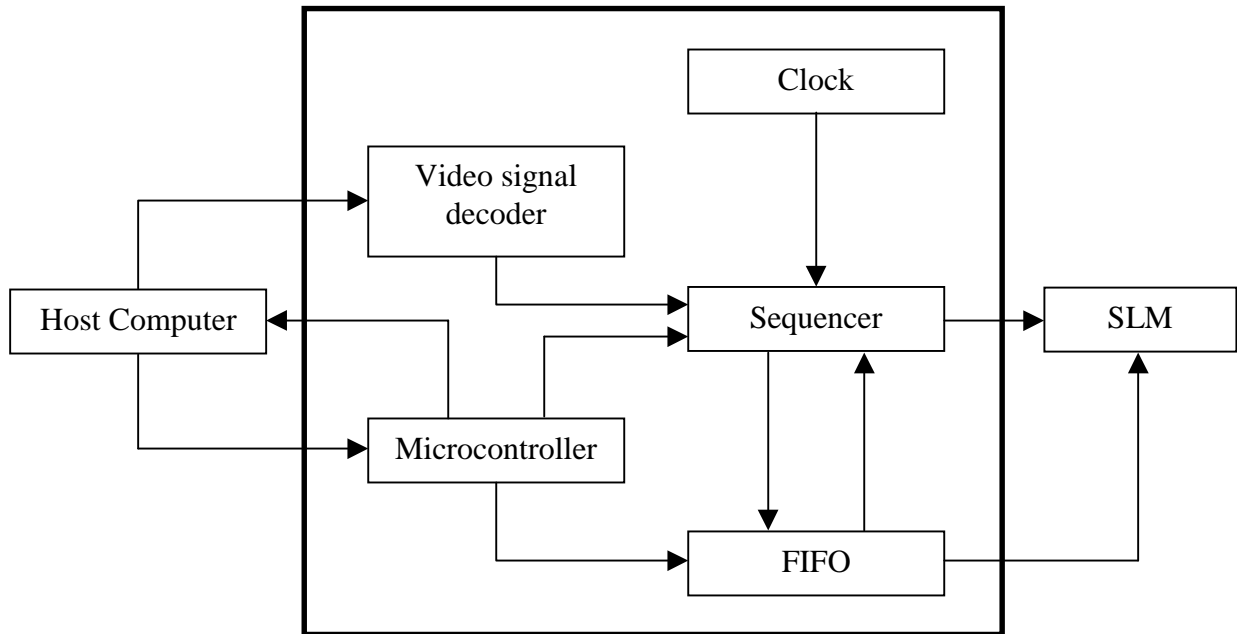 Clock
Video signal
decoder
Host Computer
Sequencer
SLM
Microcontroller
FIFO